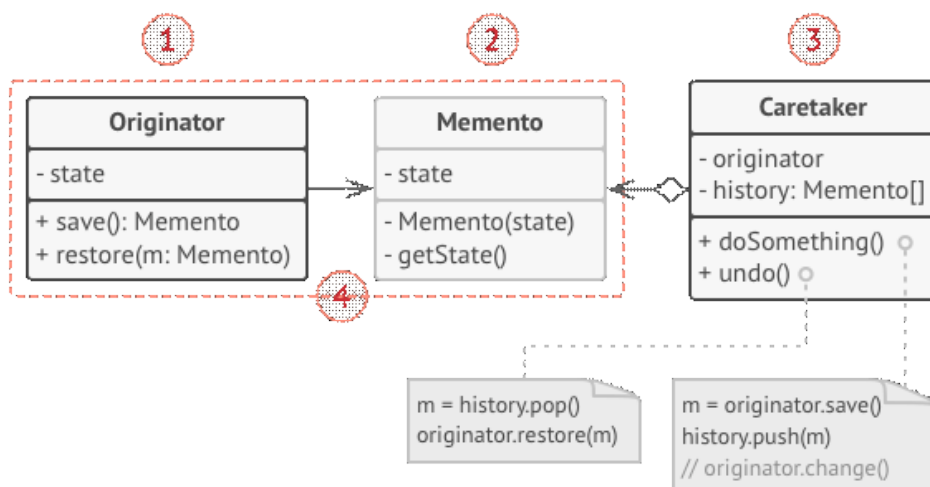 1
2
3
Originator
- state
+ save(): Memento
+ restore(m: Memento)
Memento
- state
- Memento(state)
- getState()
Caretaker
- originator
- history: Memento[]
+ doSomething()
+ undo()
4
m = history.pop()
originator.restore(m)
m = originator.save()
history.push(m)
// originator.change()